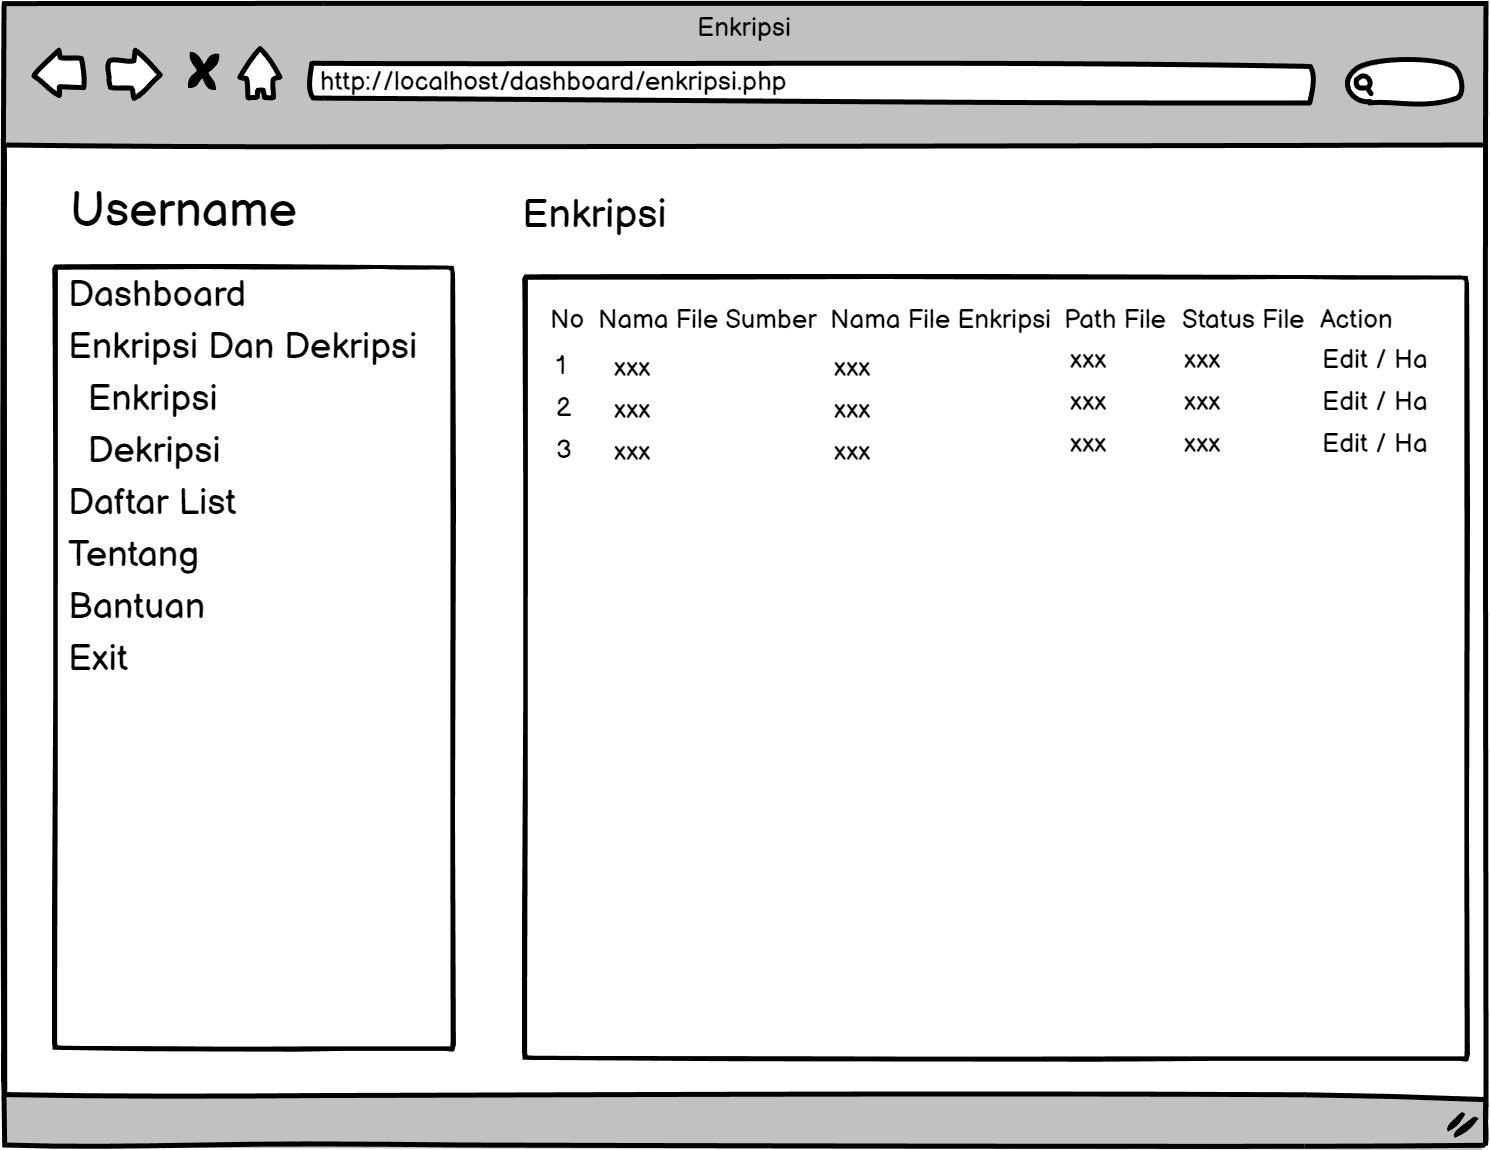 Enkripsi
http://localhost/dashboard/enkripsi.php
Username
Dashboard
Enkripsi Dan Dekripsi
Enkripsi
Dekripsi
Daftar List
Tentang
Bantuan
Exit
Enkripsi
No Nama File Sumber Nama File Enkripsi Path File Status File Action
1 xxx xxx xxx xxx Edit / Ha
2 xxx xxx xxx xxx Edit / Ha
3 xxx xxx xxx xxx Edit / Ha